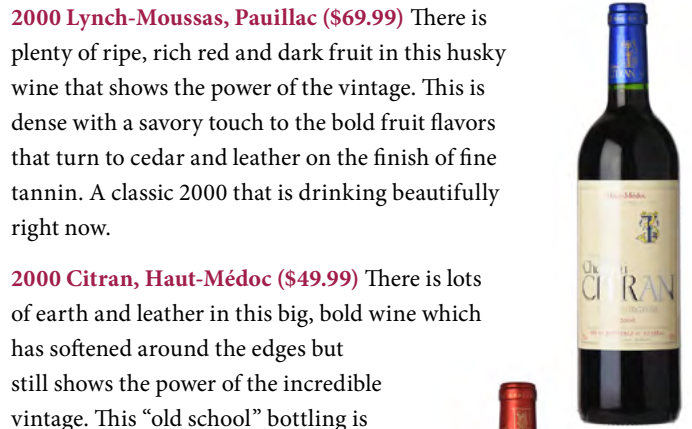 2000 Lynch-Moussas, Pauillac ($69.99) There is
plenty of ripe, rich red and dark fruit in this husky
wine that shows the power of the vintage. This is
dense with a savory touch to the bold fruit flavors
that turn to cedar and leather on the finish of fine
tannin. A classic 2000 that is drinking beautifully
right now.
2000 Citran, Haut-Médoc ($49.99) There is lots
of earth and leather in this big, bold wine which
has softened around the edges but
still shows the power of the incredible
vintage. This “old school” bottling is
CITRAN
Haut-Médoc
CITRAN
2000